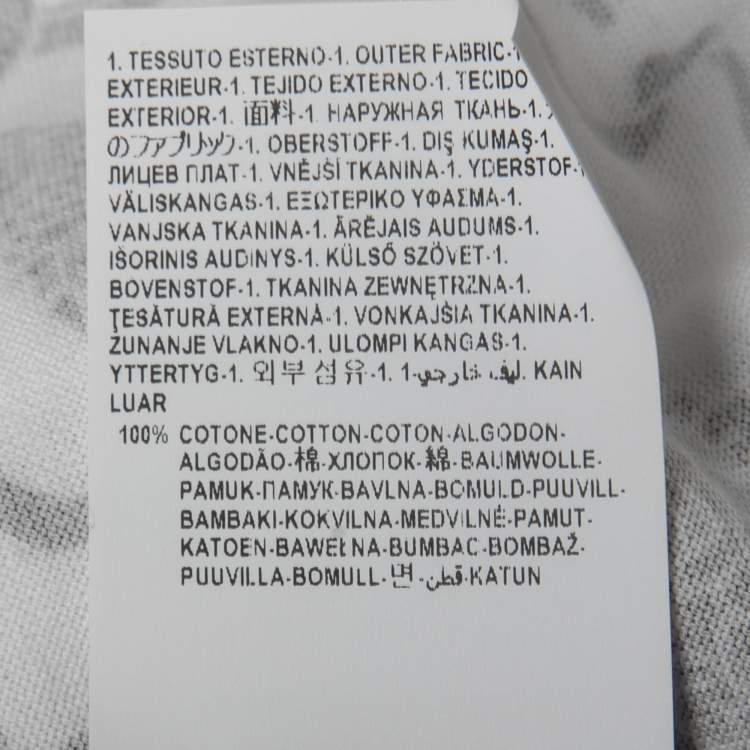 1. TESSUTO ESTERNO-1. OUTER FABRIC-1
EXTERIEUR-1. TEJIDO EXTERNO-1. TECIDO
EXTERIOR-1. 面料-1. НАРУЖНАЯ ТКАНЬ-1.
のファブリック-1. OBERSTOFF-1. DIŞ KUMAŞ-1.
ЛИЦЕВ ПЛАТ-1. VNĚJŠÍ TKANINA-1. YDERSTOF-
VÄLISKANGAS-1. ΕΞΩΤΕΡΙΚΟ ΥΦΑΣΜΑ-1.
VANJSKA TKANINA-1. ĀRĒJAIS AUDUMS-1.
IŠORINIS AUDINYS-1. KÜLSŐ SZÖVET-1.
BOVENSTOF-1. TKANINA ZEWNĘTRZNA-1.
ŢESĂTURĂ EXTERNĂ-1. VONKAJŠIA TKANINA-1.
ZUNANJE VLAKNO-1. ULOMPI KANGAS-1.
YTTERTYG-1. 외부 섬유-1. ليف خارجي-1. KAIN
LUAR
100% COTONE-COTTON-COTON-ALGODON-
ALGODÃO-棉-ХЛОПОК-綿-BAUMWOLLE-
PAMUK-ПАМУК-BAVLNA-BOMULD-PUUVILL-
BAMBAKI-KOKVILNA-MEDVILNĖ-PAMUT-
KATOEN-BAWEŁNA-BUMBAC-BOMBAŽ-
PUUVILLA-BOMULL-면-قطن-KATUN